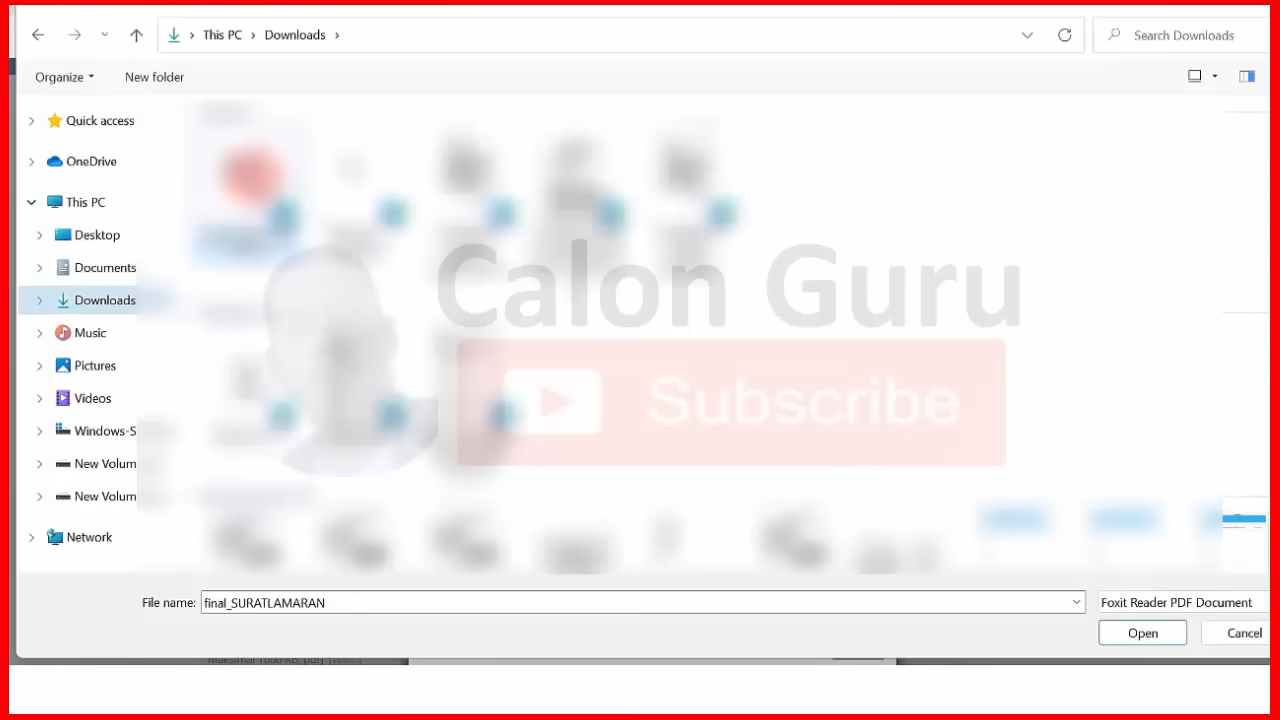 This PC > Downloads >
Search Downloads
Organize
New folder
Quick access
OneDrive
This PC
Desktop
Documents
Downloads
Music
Pictures
Videos
Windows-S
New Volum
New Volum
Network
Calon Guru
Subscribe
File name: final_SURATLAMARAN
Foxit Reader PDF Document
Open
Cancel